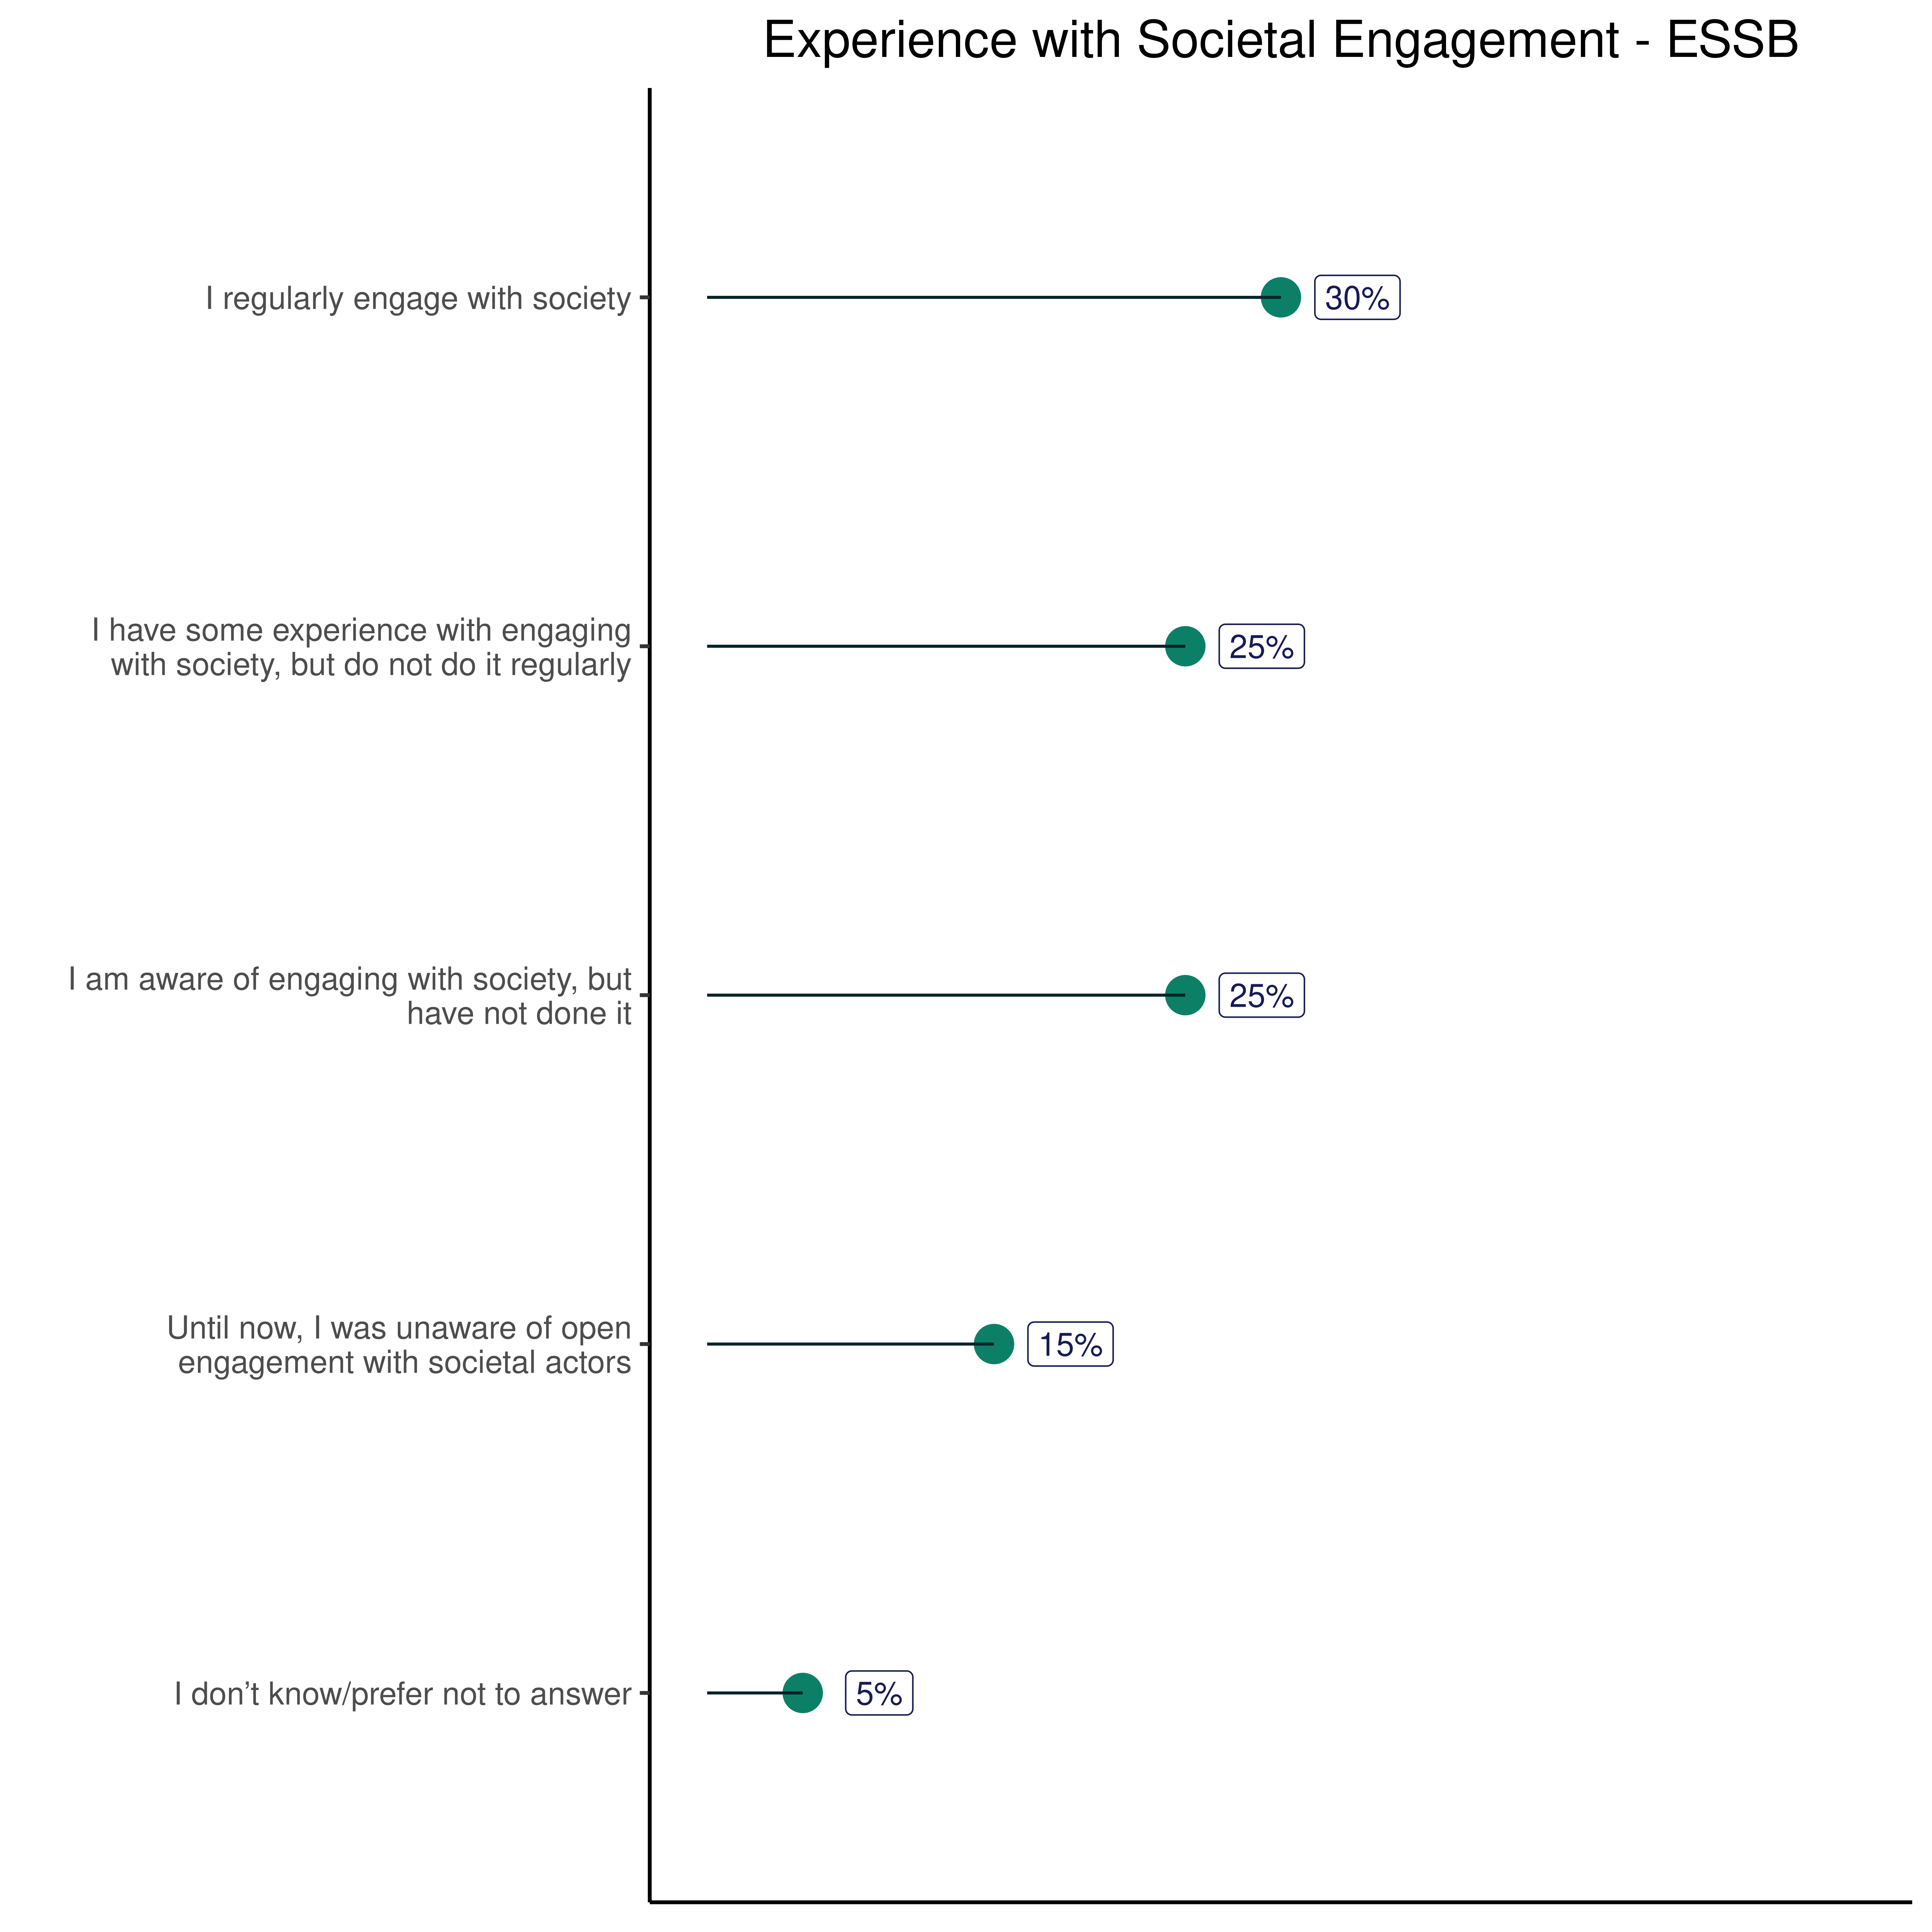 Experience with Societal Engagement - ESSB
I regularly engage with society
30%
I have some experience with engaging
with society, but do not do it regularly
25%
I am aware of engaging with society, but
have not done it
25%
Until now, I was unaware of open
engagement with societal actors
15%
I don’t know/prefer not to answer
5%